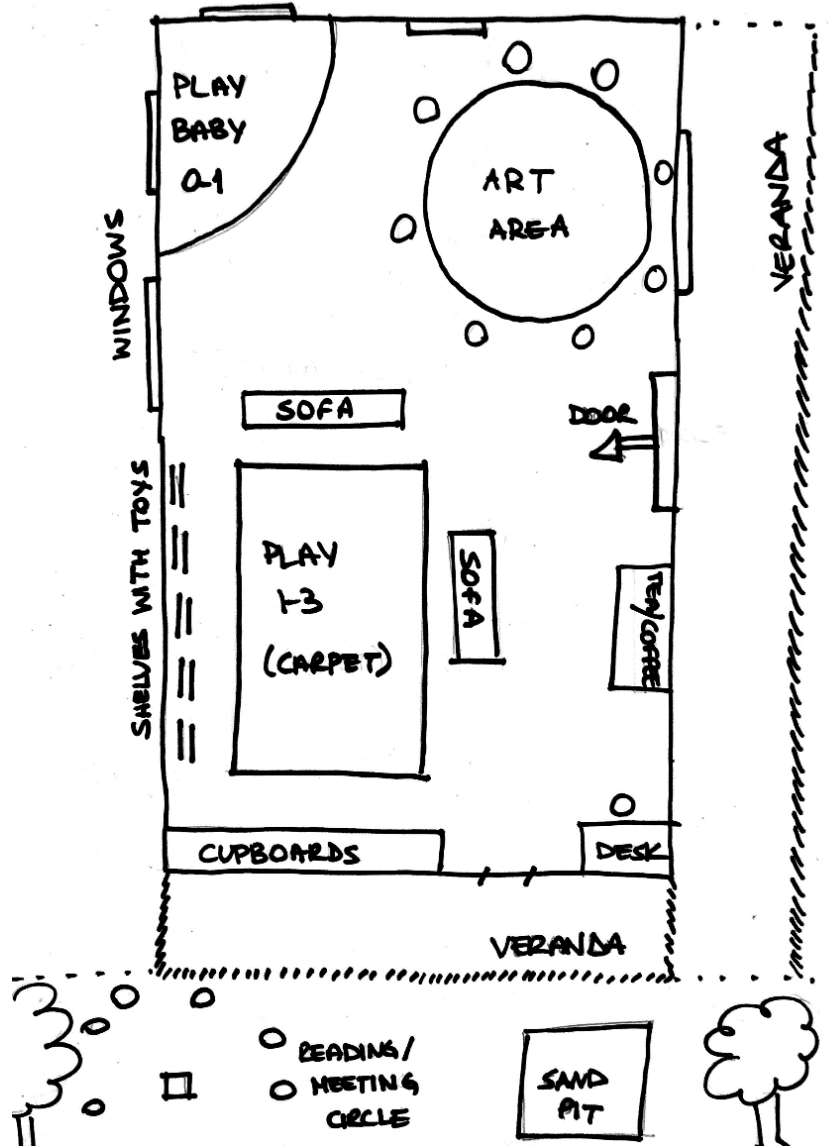 PLAY
BABY
0-1
ART
AREA
VERANDA
WINDOWS
SOFA
DOOR
SHELVES WITH TOYS
PLAY
1-3
(CARPET)
SOFA
TEA/COFFEE
CUPBOARDS
DESK
VERANDA
READING/
MEETING
CIRCLE
SAND
PIT